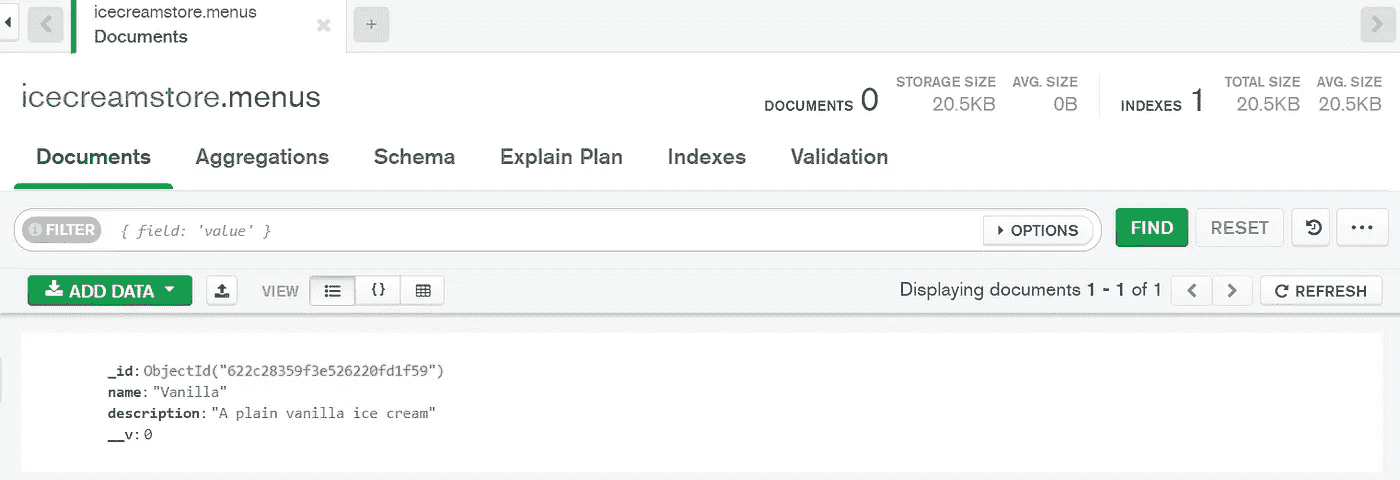 icecreamstore.menus
Documents
+
icecreamstore.menus
DOCUMENTS 0
STORAGE SIZE
20.5KB
AVG. SIZE
0B
INDEXES 1
TOTAL SIZE
20.5KB
AVG. SIZE
20.5KB
Documents Aggregations Schema Explain Plan Indexes Validation
FILTER { field: 'value' } OPTIONS FIND RESET ...
ADD DATA VIEW {} Displaying documents 1 - 1 of 1 REFRESH
_id: ObjectId("622c28359f3e526220fd1f59")
name: "Vanilla"
description: "A plain vanilla ice cream"
__v: 0